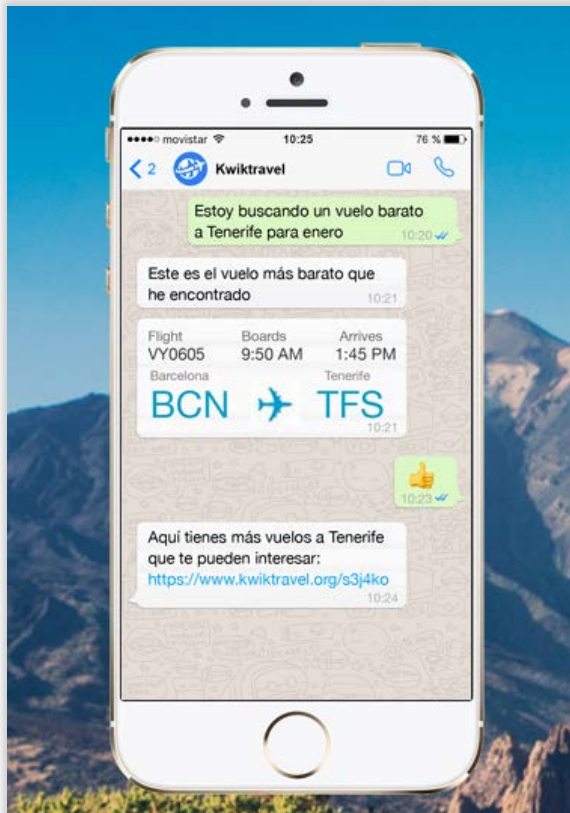 movistar 10:25 76 %
2 Kwiktravel
Estoy buscando un vuelo barato
a Tenerife para enero
10:20
Este es el vuelo más barato que
he encontrado
10:21
Flight Boards Arrives
VY0605 9:50 AM 1:45 PM
Barcelona Tenerife
BCN TFS
10:21
10:23
Aquí tienes más vuelos a Tenerife
que te pueden interesar:
https://www.kwiktravel.org/s3j4ko
10:24